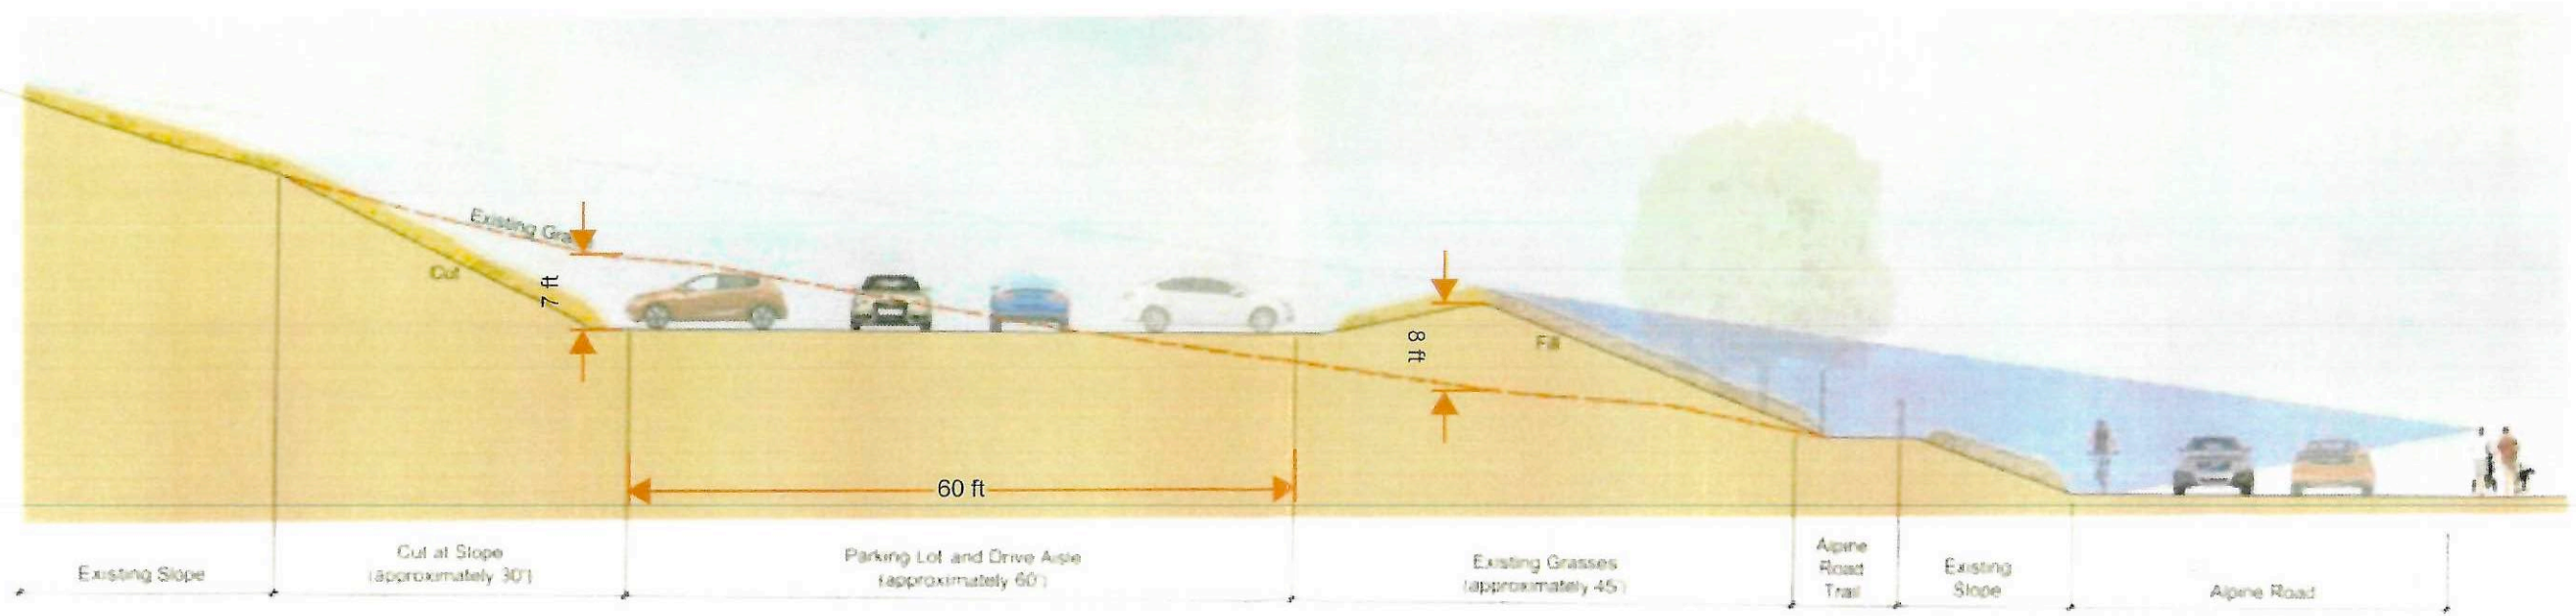 Existing Gra
Cut
7 ft
8 ft
Fill
60 ft
Existing Slope
Cut at Slope
(approximately 30')
Parking Lot and Drive Aisle
(approximately 60')
Existing Grasses
(approximately 45')
Alpine
Road
Trail
Existing
Slope
Alpine Road